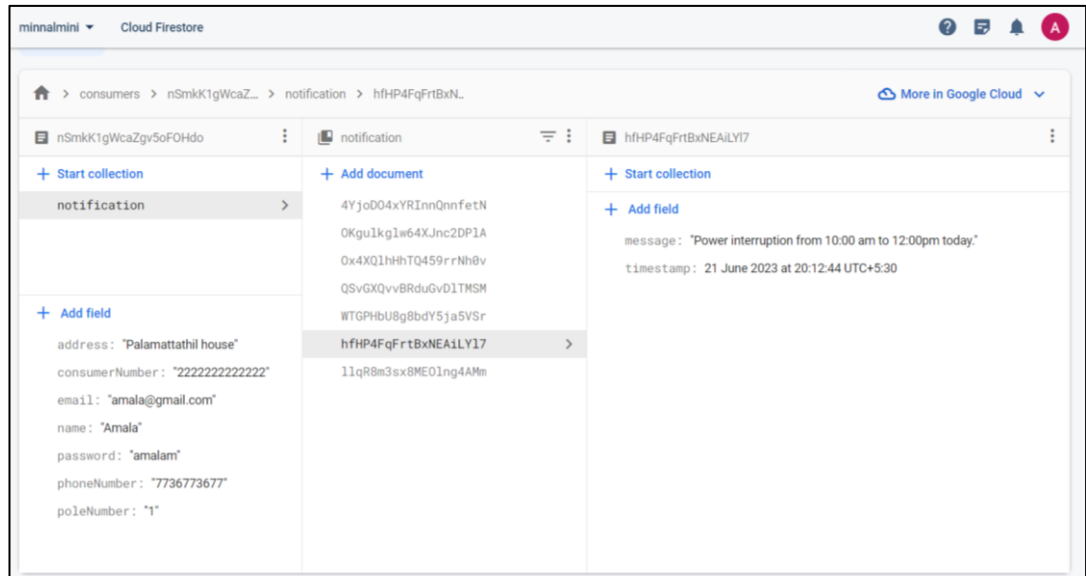 minnalmini Cloud Firestore
A
consumers > nSmkK1gWcaZ... > notification > hfHP4FqFrtBxN..
More in Google Cloud
nSmkK1gWcaZgv5oFOHdo
+ Start collection
notification
+ Add field
address: "Palamattathil house"
consumerNumber: "2222222222222"
email: "amala@gmail.com"
name: "Amala"
password: "amalam"
phoneNumber: "7736773677"
poleNumber: "1"
notification
+ Add document
4YjoDO4xYRInnQnnfetN
OKgulkglw64XJnc2DPlA
Ox4XQlhHhTQ459rrNh0v
QSvGXQvvBRduGvDlTMSM
WTGPHbU8g8bdY5ja5VSr
hfHP4FqFrtBxNEAiLYl7
llqR8m3sx8MEOlng4AMm
hfHP4FqFrtBxNEAiLYl7
+ Start collection
+ Add field
message: "Power interruption from 10:00 am to 12:00pm today."
timestamp: 21 June 2023 at 20:12:44 UTC+5:30